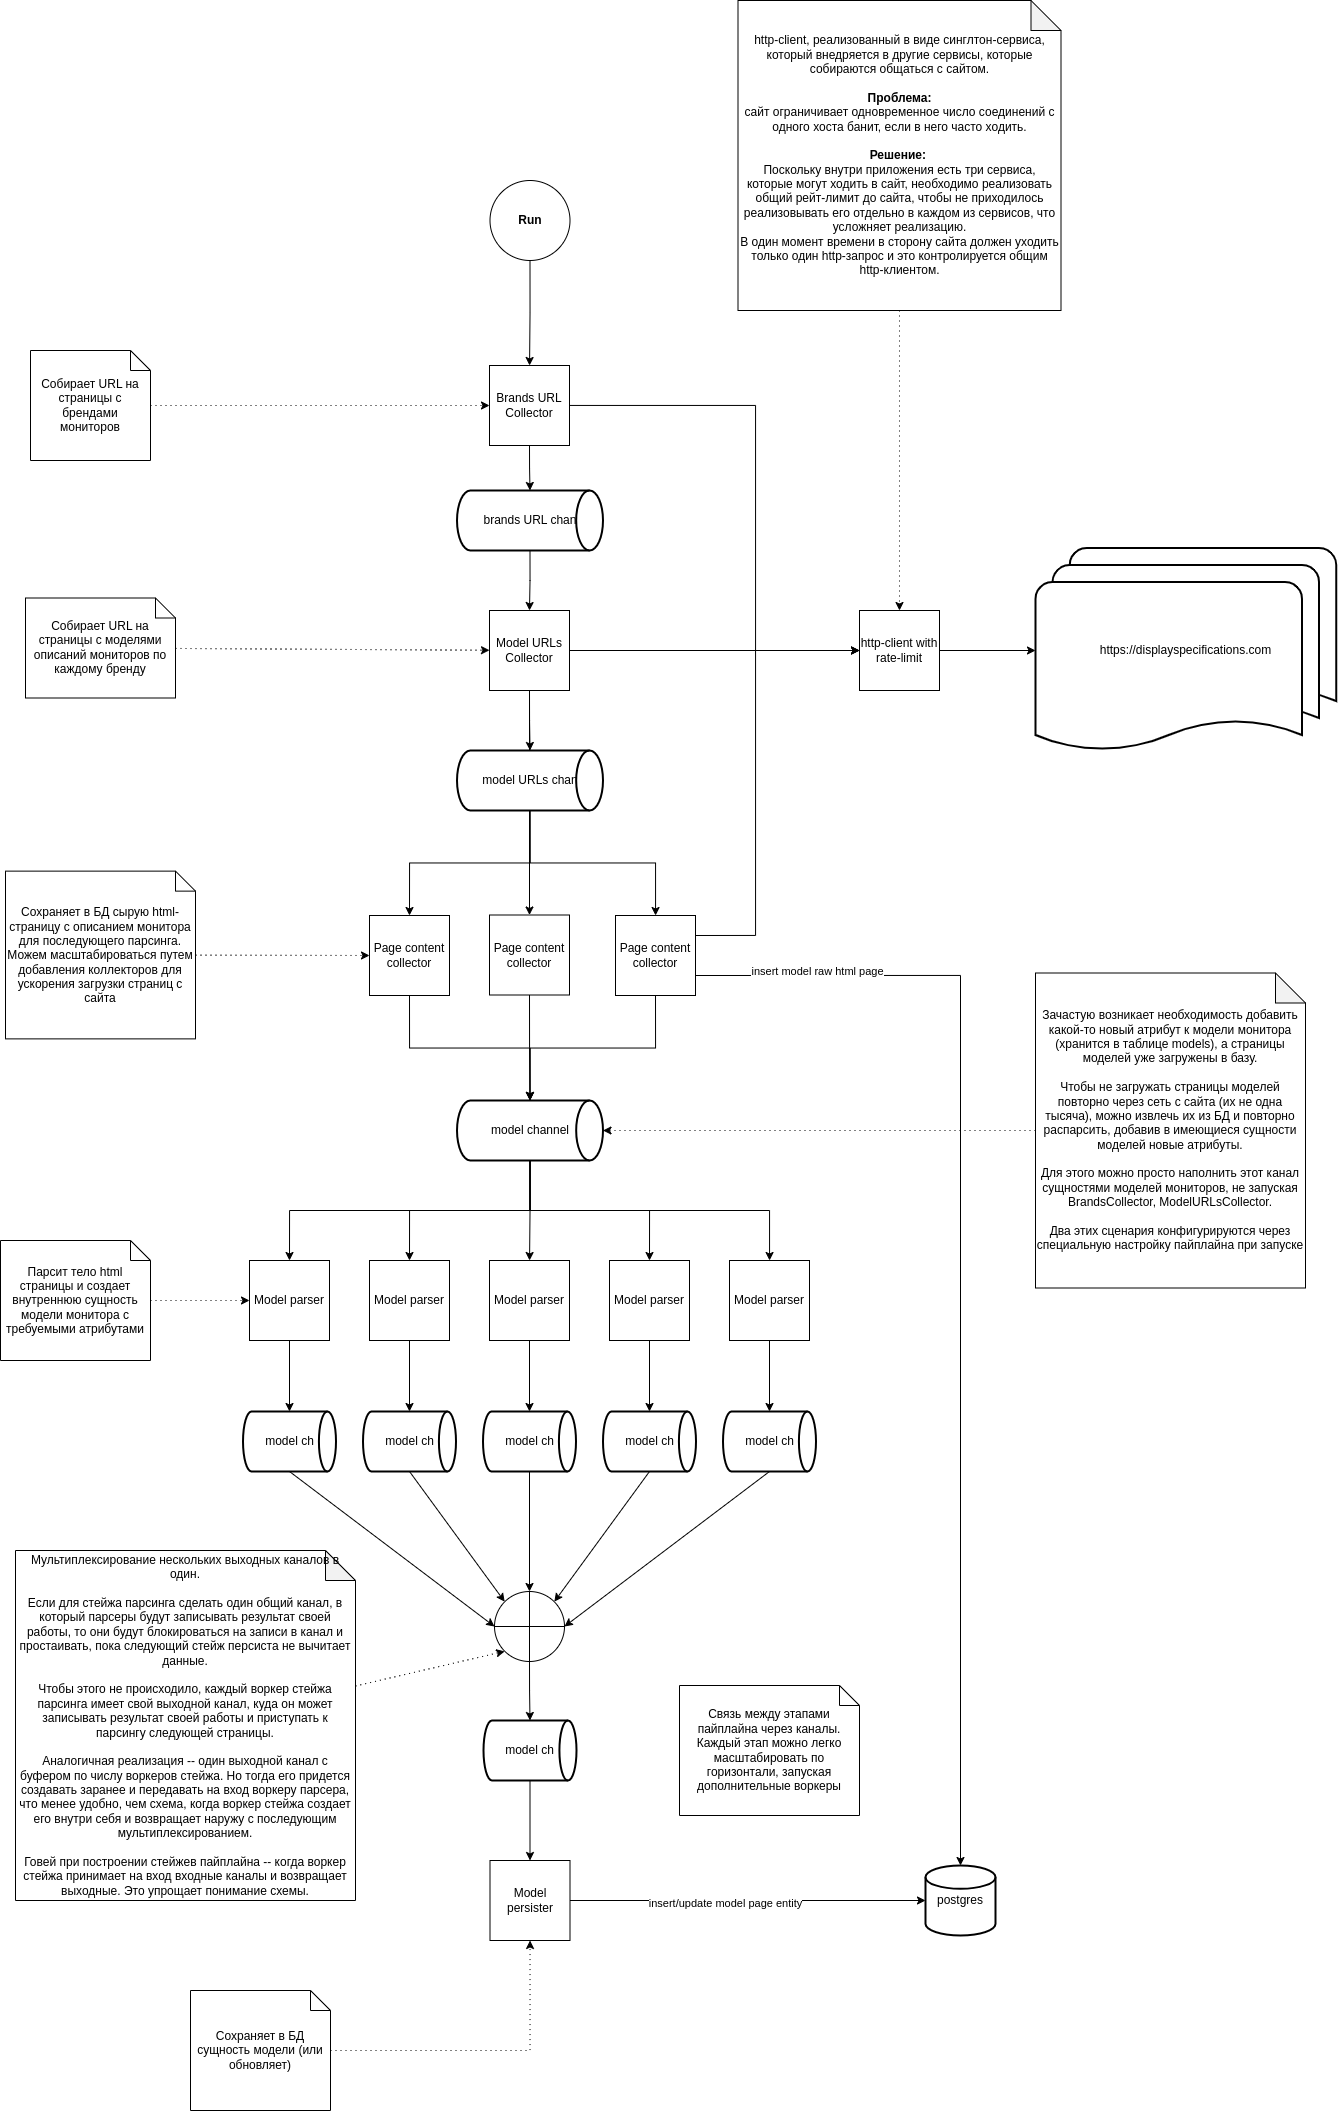 http-client, реализованный в виде синглтон-сервиса,
который внедряется в другие сервисы, которые
собираются общаться с сайтом.
Проблема:
сайт ограничивает одновременное число соединений с
одного хоста банит, если в него часто ходить.
Решение:
Поскольку внутри приложения есть три сервиса,
которые могут ходить в сайт, необходимо реализовать
общий рейт-лимит до сайта, чтобы не приходилось
реализовывать его отдельно в каждом из сервисов, что
усложняет реализацию.
В один момент времени в сторону сайта должен уходить
только один http-запрос и это контролируется общим
http-клиентом.
Run
Собирает URL на
страницы с
брендами
мониторов
Brands URL
Collector
brands URL chan
Собирает URL на
страницы с моделями
описаний мониторов по
каждому бренду
Model URLs
Collector
http-client with
rate-limit
https://displayspecifications.com
model URLs chan
Сохраняет в БД сырую html-
страницу с описанием монитора
для последующего парсинга.
Можем масштабироваться путем
добавления коллекторов для
ускорения загрузки страниц с
сайта
Page content
collector
Page content
collector
Page content
collector
insert model raw html page
Зачастую возникает необходимость добавить
какой-то новый атрибут к модели монитора
(хранится в таблице models), а страницы
моделей уже загружены в базу.
Чтобы не загружать страницы моделей
повторно через сеть с сайта (их не одна
тысяча), можно извлечь их из БД и повторно
распарсить, добавив в имеющиеся сущности
моделей новые атрибуты.
Для этого можно просто наполнить этот канал
сущностями моделей мониторов, не запуская
BrandsCollector, ModelURLsCollector.
Два этих сценария конфигурируются через
специальную настройку пайплайна при запуске
model channel
Парсит тело html
страницы и создает
внутреннюю сущность
модели монитора с
требуемыми атрибутами
Model parser
Model parser
Model parser
Model parser
Model parser
model ch
model ch
model ch
model ch
model ch
Мультиплексирование нескольких выходных каналов в
один.
Если для стейжа парсинга сделать один общий канал, в
который парсеры будут записывать результат своей
работы, то они будут блокироваться на записи в канал и
простаивать, пока следующий стейж персиста не вычитает
данные.
Чтобы этого не происходило, каждый воркер стейжа
парсинга имеет свой выходной канал, куда он может
записывать результат своей работы и приступать к
парсингу следующей страницы.
Аналогичная реализация -- один выходной канал с
буфером по числу воркеров стейжа. Но тогда его придется
создавать заранее и передавать на вход воркеру парсера,
что менее удобно, чем схема, когда воркер стейжа создает
его внутри себя и возвращает наружу с последующим
мультиплексированием.
Говей при построении стейжев пайплайна -- когда воркер
стейжа принимает на вход входные каналы и возвращает
выходные. Это упрощает понимание схемы.
Связь между этапами
пайплайна через каналы.
Каждый этап можно легко
масштабировать по
горизонтали, запуская
дополнительные воркеры
model ch
Model
persister
insert/update model page entity
postgres
Сохраняет в БД
сущность модели (или
обновляет)